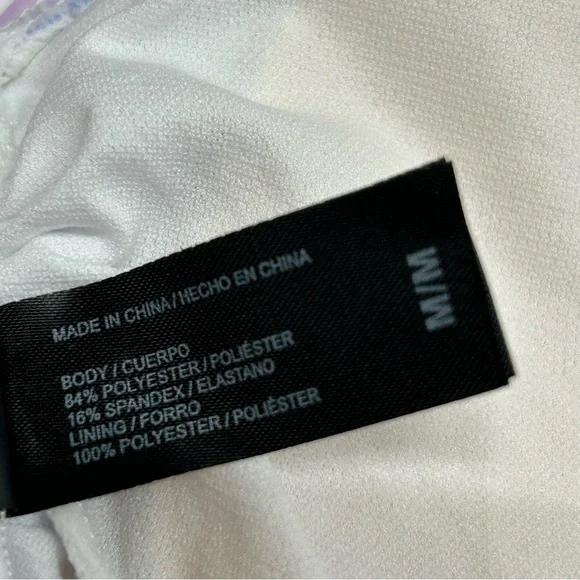 MADE IN CHINA/HECHO EN CHINA
BODY/CUERPO
84% POLYESTER/POLIÉSTER
16% SPANDEX/ELASTANO
LINING/FORRO
100% POLYESTER/POLIÉSTER
M/M